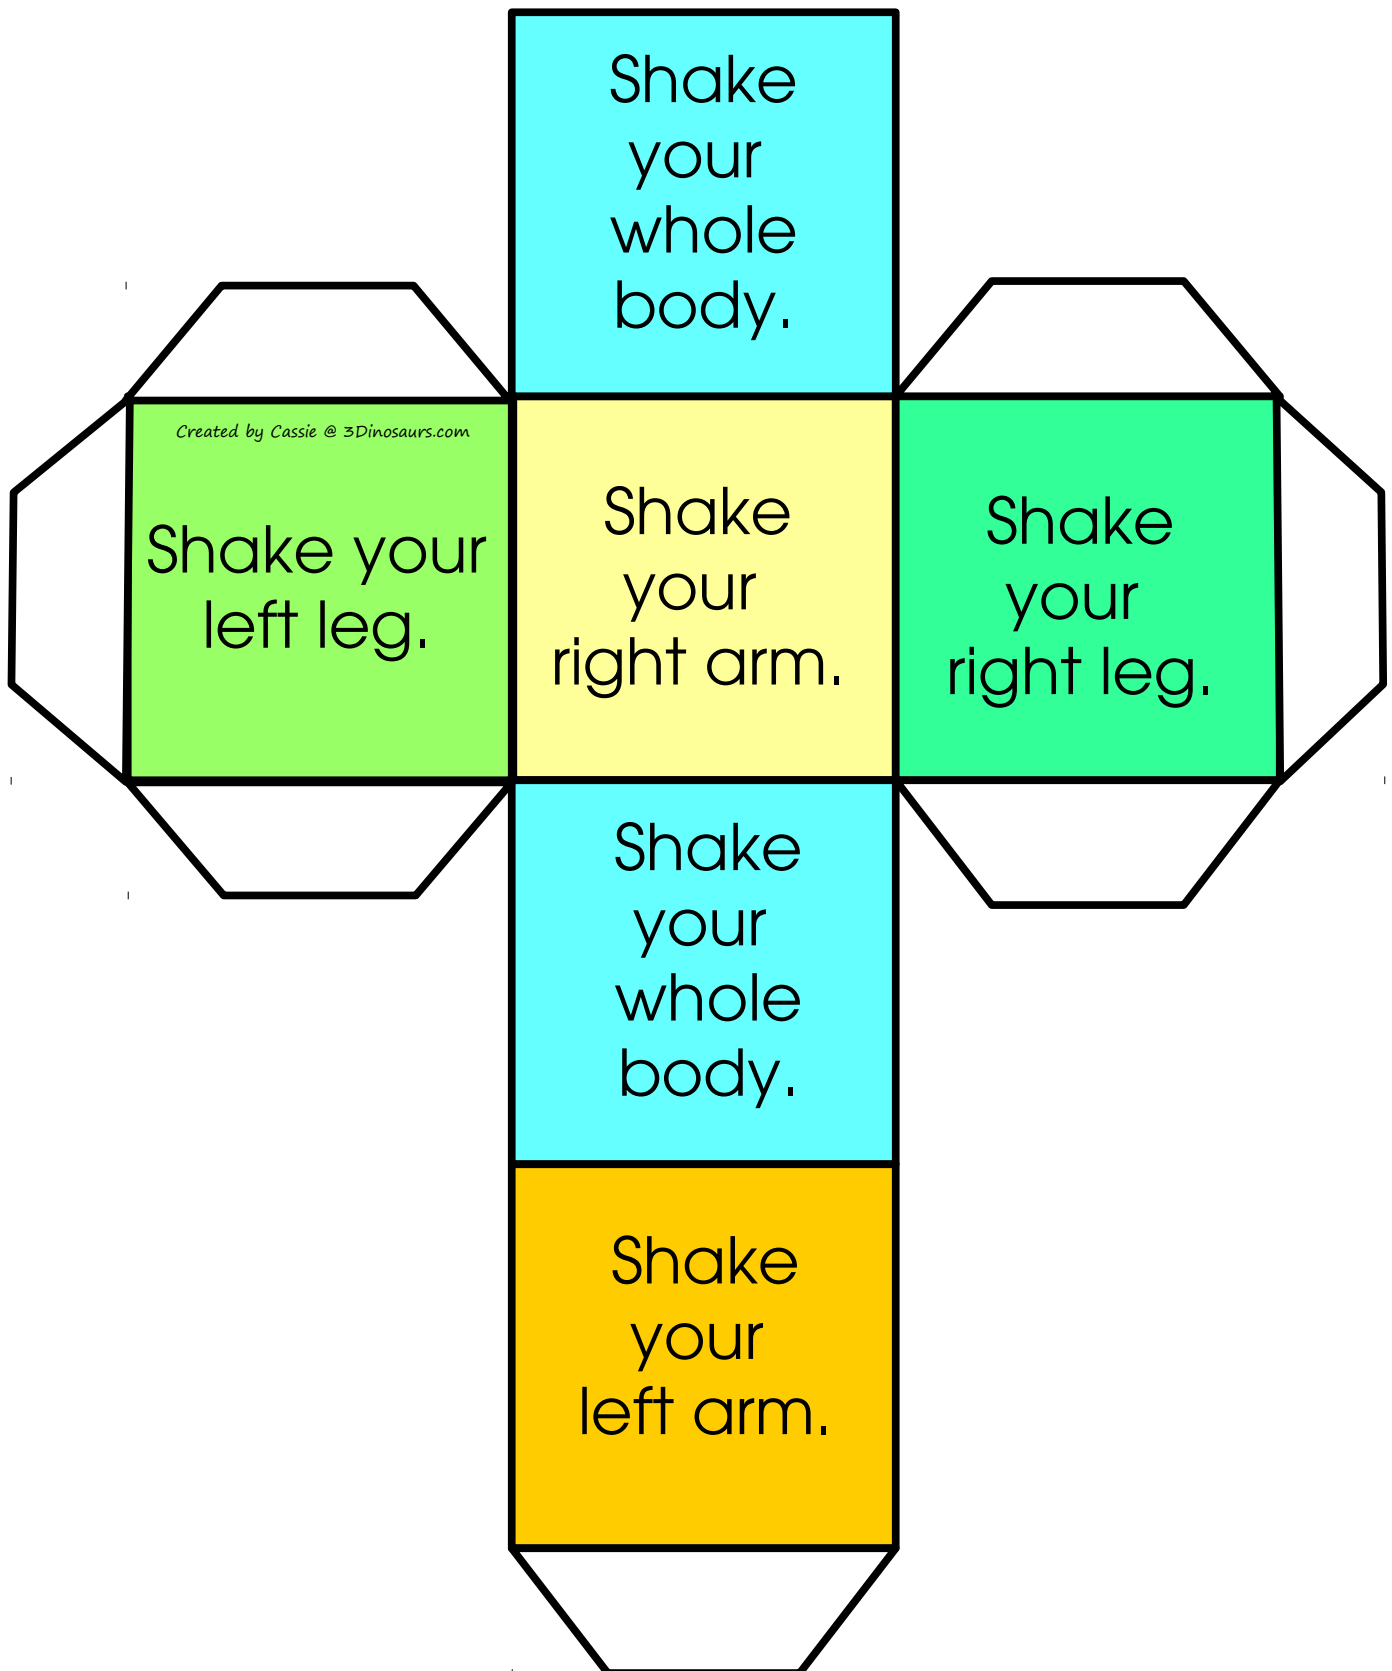 Shake
your
whole
body.
Created by Cassie @ 3Dinosaurs.com
Shake your
left leg.
Shake
your
right arm.
Shake
your
right leg.
Shake
your
whole
body.
Shake
your
left arm.